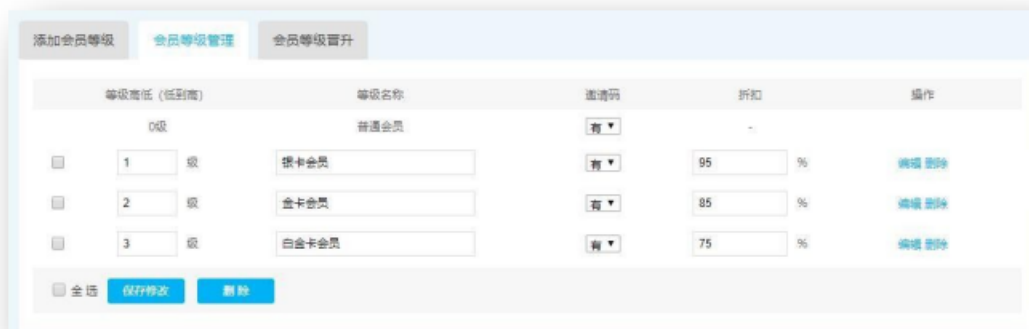 添加会员等级 会员等级管理 会员等级晋升
等级高低（低到高） 等级名称 邀请码 折扣 操作
0级 普通会员 有 -
1 级 银卡会员 有 95 % 编辑 删除
2 级 金卡会员 有 85 % 编辑 删除
3 级 白金卡会员 有 75 % 编辑 删除
全选 保存修改 删除